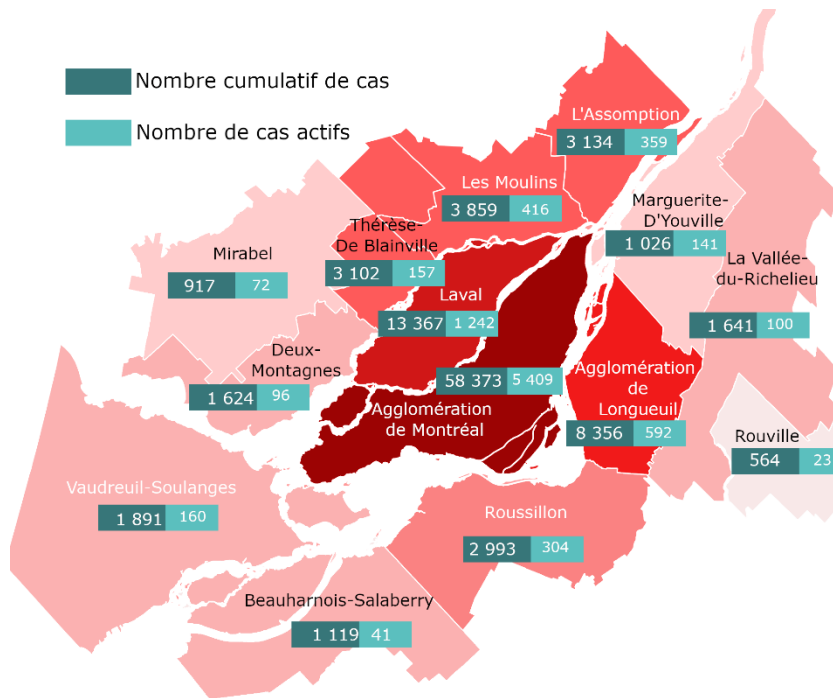 Nombre cumulatif de cas
Nombre de cas actifs
L'Assomption
3 134 359
Les Moulins
3 859 416
Marguerite-
D'Youville
1 026 141
Thérèse-
De Blainville
3 102 157
Mirabel
917 72
La Vallée-
du-Richelieu
1 641 100
Laval
13 367 1 242
Deux-
Montagnes
1 624 96
58 373 5 409
Agglomération
de Montréal
Agglomération
de
Longueuil
8 356 592
Rouville
564 23
Vaudreuil-Soulanges
1 891 160
Roussillon
2 993 304
Beauharnois-Salaberry
1 119 41